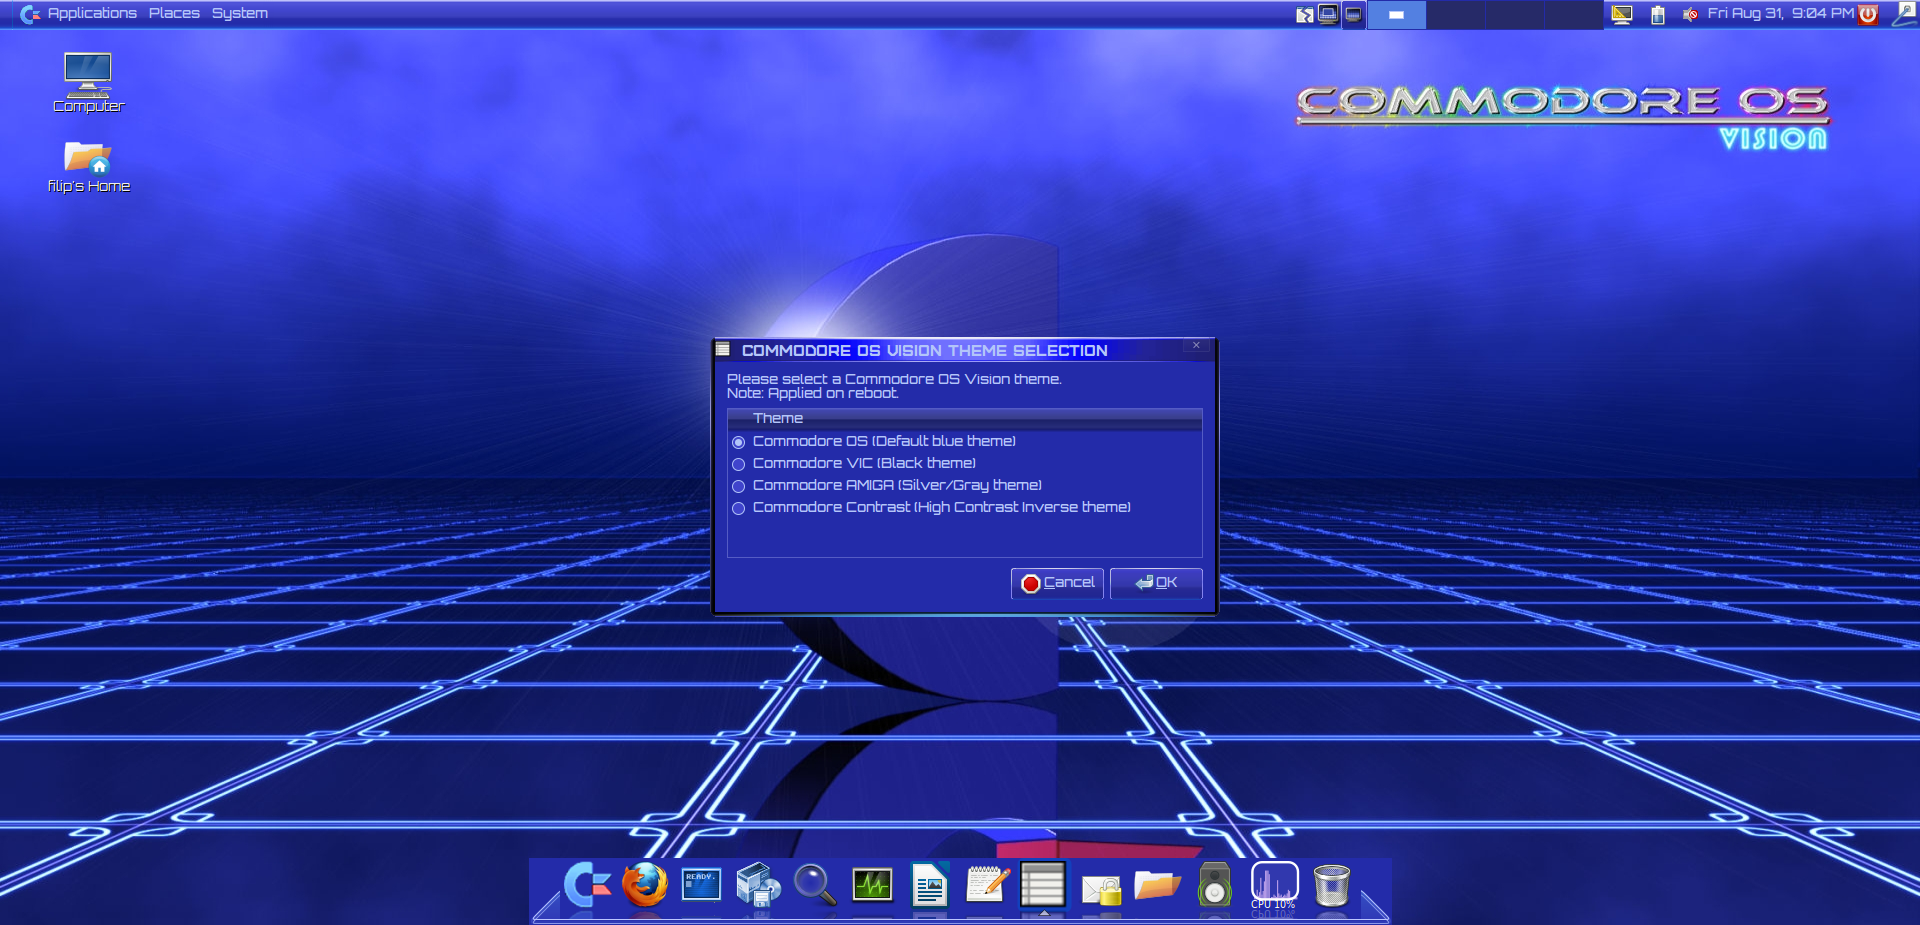 Applications Places System
Fri Aug 31, 9:04 PM
Computer
filip's Home
COMMODORE OS
VISION
COMMODORE OS VISION THEME SELECTION
Please select a Commodore OS Vision theme.
Note: Applied on reboot.
Theme
Commodore OS (Default blue theme)
Commodore VIC (Black theme)
Commodore AMIGA (Silver/Gray theme)
Commodore Contrast (High Contrast Inverse theme)
Cancel OK
READY.
CPU 10%